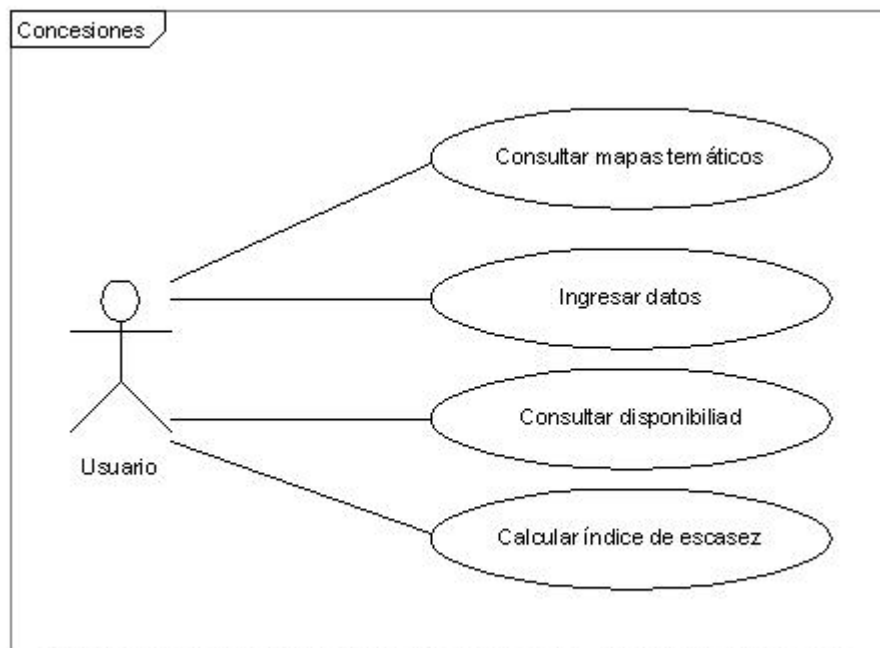 Concesiones
Consultar mapas temáticos
Ingresar datos
Consultar disponibiliad
Usuario
Calcular índice de escasez